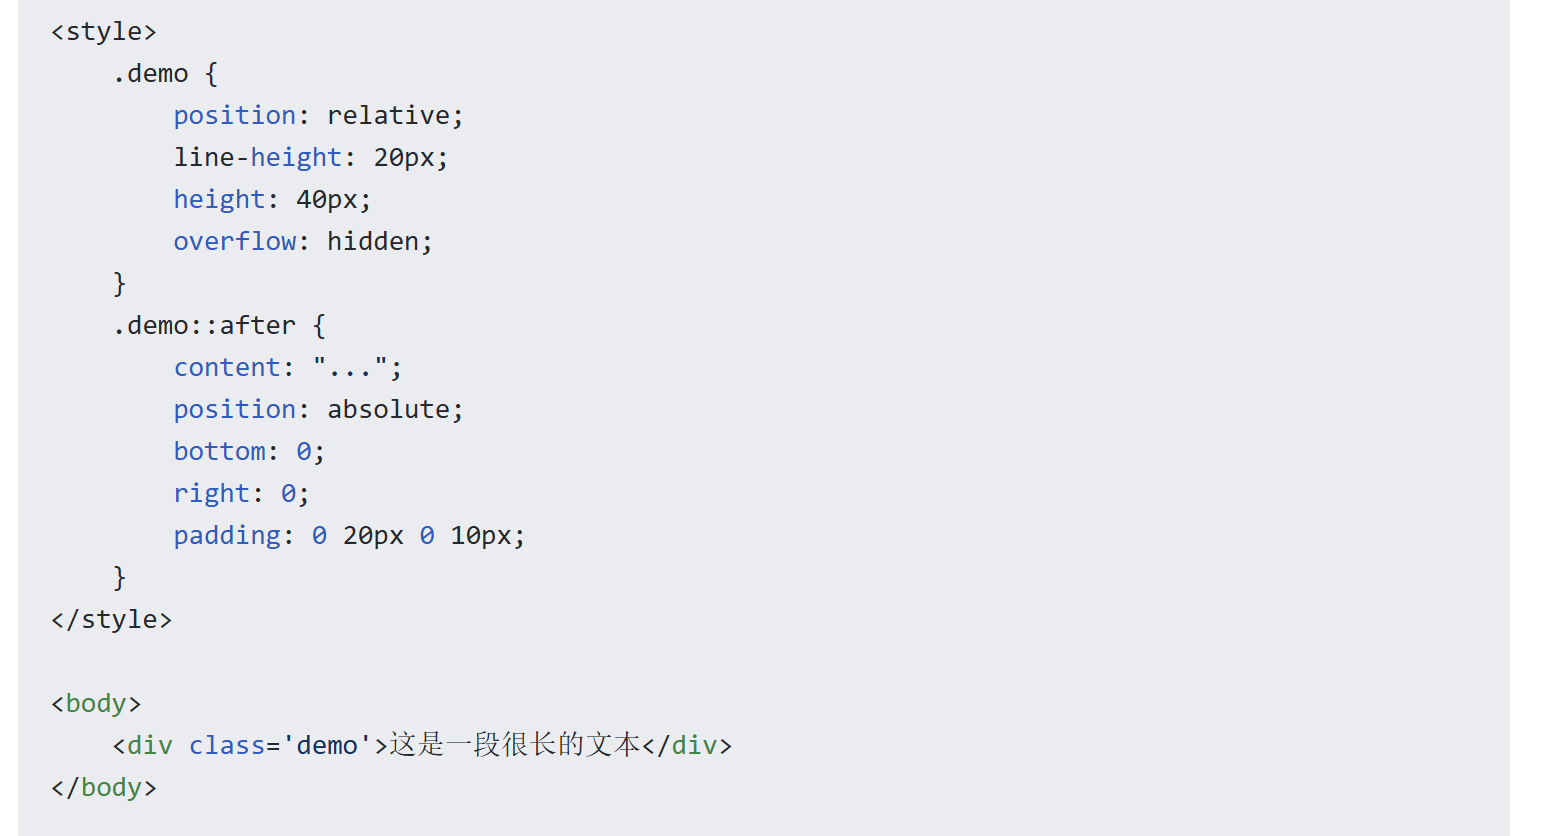 <style>
    .demo {
        position: relative;
        line-height: 20px;
        height: 40px;
        overflow: hidden;
    }
    .demo::after {
        content: "...";
        position: absolute;
        bottom: 0;
        right: 0;
        padding: 0 20px 0 10px;
    }
</style>

<body>
    <div class='demo'>这是一段很长的文本</div>
</body>